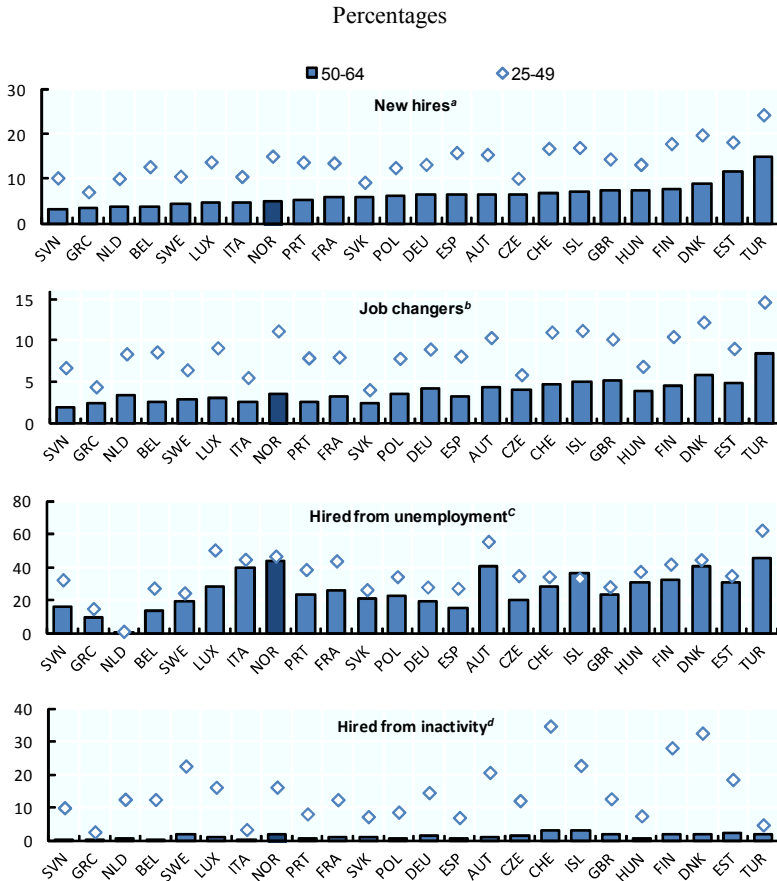 Percentages
50-64 25-49
New hires^a
30
20
10
0
SVN GRC NLD BEL SWE LUX ITA NOR PRT FRA SVK POL DEU ESP AUT CZE CHE ISL GBR HUN FIN DNK EST TUR
Job changers^b
15
10
5
0
SVN GRC NLD BEL SWE LUX ITA NOR PRT FRA SVK POL DEU ESP AUT CZE CHE ISL GBR HUN FIN DNK EST TUR
Hired from unemployment^C
80
60
40
20
0
SVN GRC NLD BEL SWE LUX ITA NOR PRT FRA SVK POL DEU ESP AUT CZE CHE ISL GBR HUN FIN DNK EST TUR
Hired from inactivity^d
40
30
20
10
0
SVN GRC NLD BEL SWE LUX ITA NOR PRT FRA SVK POL DEU ESP AUT CZE CHE ISL GBR HUN FIN DNK EST TUR